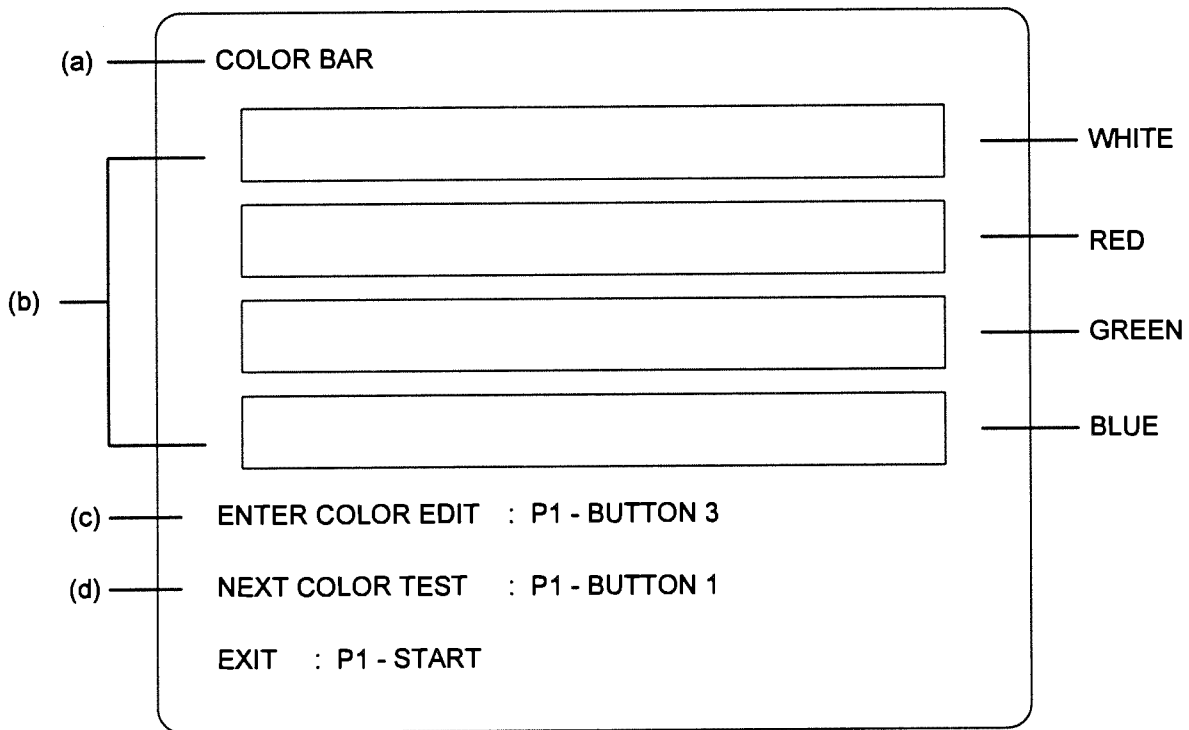 (a) COLOR BAR
WHITE
RED
(b)
GREEN
BLUE
(c) ENTER COLOR EDIT : P1 - BUTTON 3
(d) NEXT COLOR TEST : P1 - BUTTON 1
EXIT : P1 - START